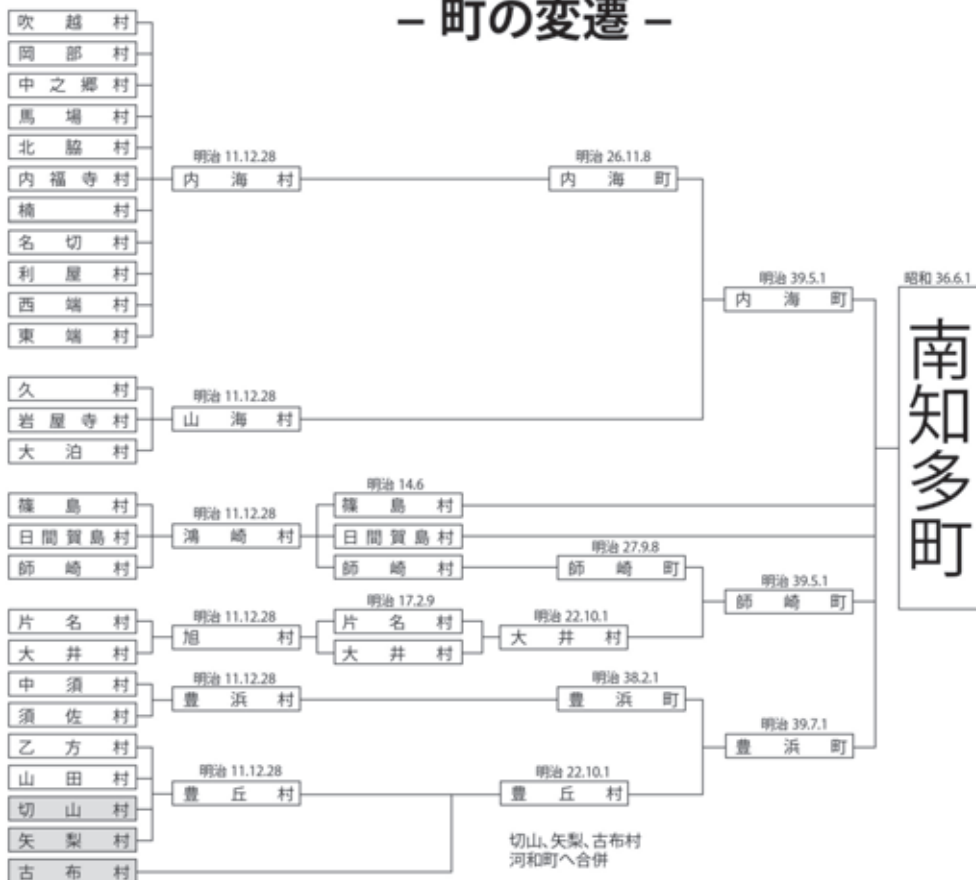 – 町の変遷 –
吹越村
岡部村
中之郷村
馬場村
北脇村
内福寺村
楠村
名切村
利屋村
西端村
東端村
明治 11.12.28
内海村
明治 26.11.8
内海町
久村
岩屋寺村
大泊村
明治 11.12.28
山海村
明治 39.5.1
内海町
篠島村
日間賀島村
師崎村
明治 11.12.28
鴻崎村
明治 14.6
篠島村
日間賀島村
師崎村
明治 27.9.8
師崎町
片名村
大井村
明治 11.12.28
旭村
明治 17.2.9
片名村
大井村
明治 22.10.1
大井村
明治 39.5.1
師崎町
中須村
須佐村
明治 11.12.28
豊浜村
明治 38.2.1
豊浜町
乙方村
山田村
切山村
矢梨村
古布村
明治 11.12.28
豊丘村
明治 22.10.1
豊丘村
明治 39.7.1
豊浜町
切山、矢梨、古布村
河和町へ合併
昭和 36.6.1
南知多町